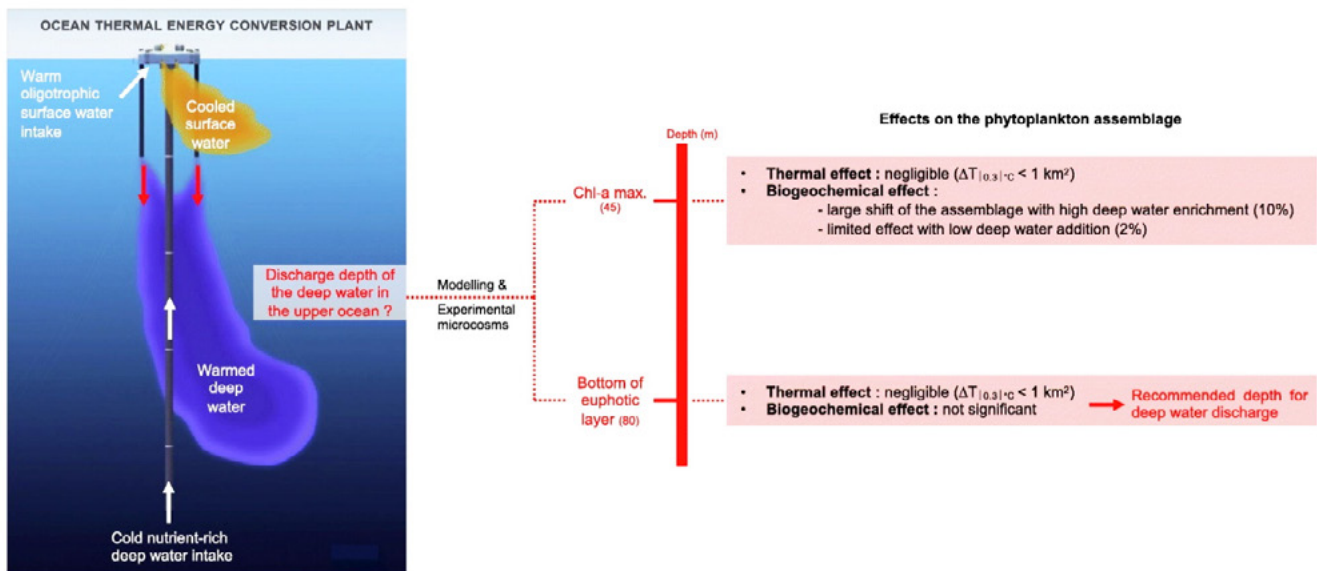 OCEAN THERMAL ENERGY CONVERSION PLANT
Warm
oligotrophic
surface water
intake
Cooled
surface
water
Discharge depth of
the deep water in
the upper ocean ?
Warmed
deep
water
Cold nutrient-rich
deep water intake
Modelling &
Experimental
microcosms
Depth (m)
Chl-a max.
(45)
Bottom of
euphotic
layer (80)
Effects on the phytoplankton assemblage
• Thermal effect : negligible (ΔT|0.3|°C < 1 km²)
• Biogeochemical effect :
- large shift of the assemblage with high deep water enrichment (10%)
- limited effect with low deep water addition (2%)
• Thermal effect : negligible (ΔT|0.3|°C < 1 km²)
• Biogeochemical effect : not significant
Recommended depth for
deep water discharge